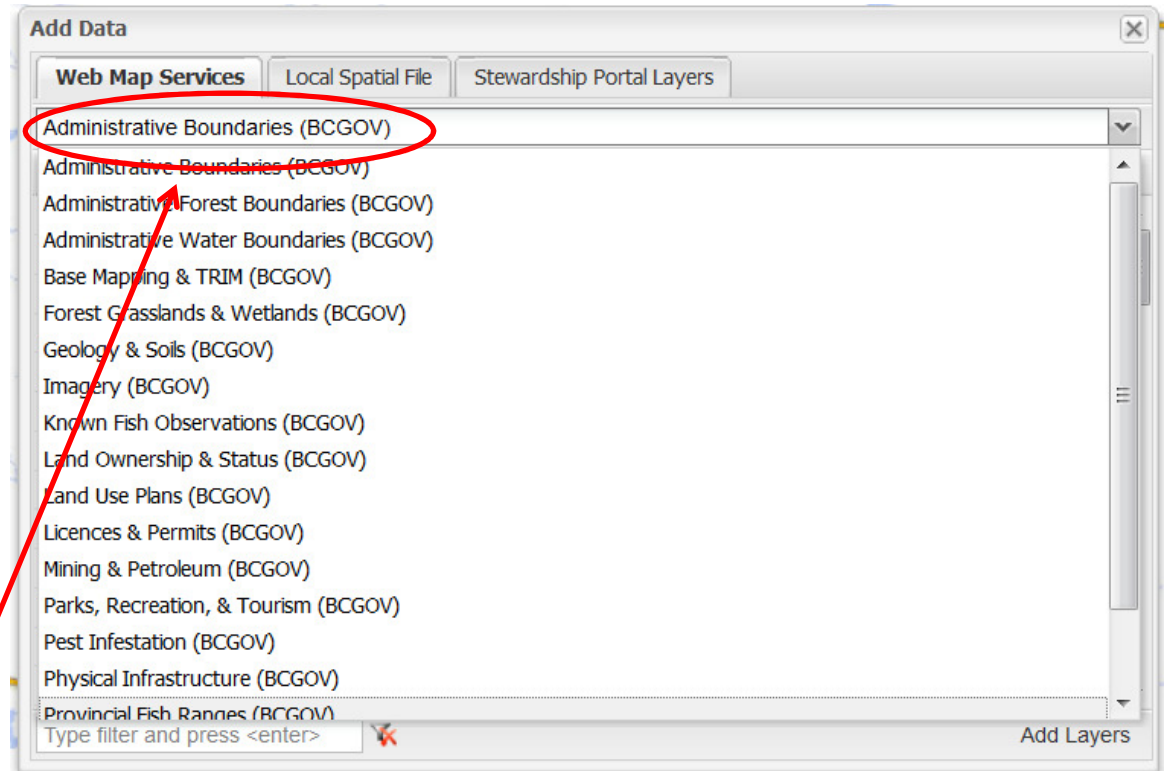 Add Data
Web Map Services Local Spatial File Stewardship Portal Layers
Administrative Boundaries (BCGOV)
Administrative Boundaries (BCGOV)
Administrative Forest Boundaries (BCGOV)
Administrative Water Boundaries (BCGOV)
Base Mapping & TRIM (BCGOV)
Forest Grasslands & Wetlands (BCGOV)
Geology & Soils (BCGOV)
Imagery (BCGOV)
Known Fish Observations (BCGOV)
Land Ownership & Status (BCGOV)
Land Use Plans (BCGOV)
Licences & Permits (BCGOV)
Mining & Petroleum (BCGOV)
Parks, Recreation, & Tourism (BCGOV)
Pest Infestation (BCGOV)
Physical Infrastructure (BCGOV)
Provincial Fish Ranges (BCGOV)
Type filter and press <enter> Add Layers